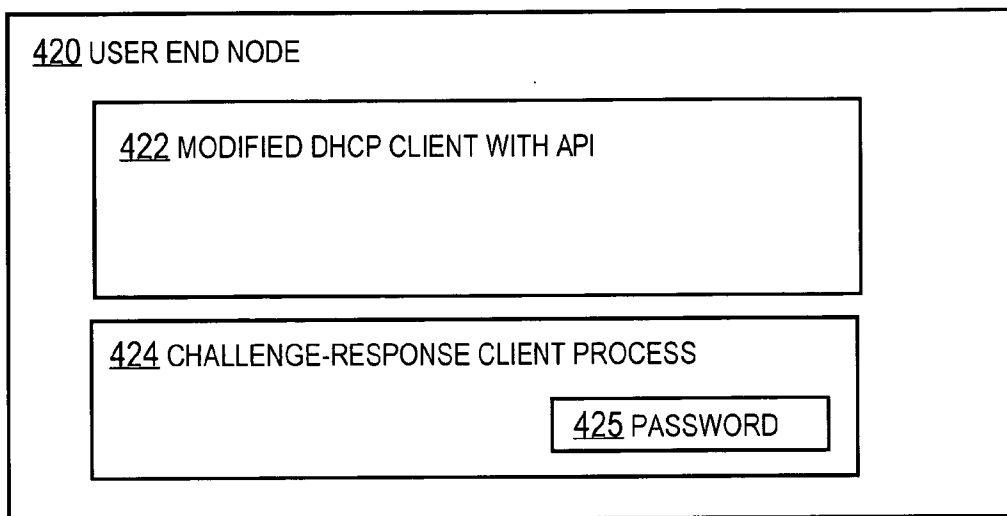 420 USER END NODE
422 MODIFIED DHCP CLIENT WITH API
424 CHALLENGE-RESPONSE CLIENT PROCESS
425 PASSWORD